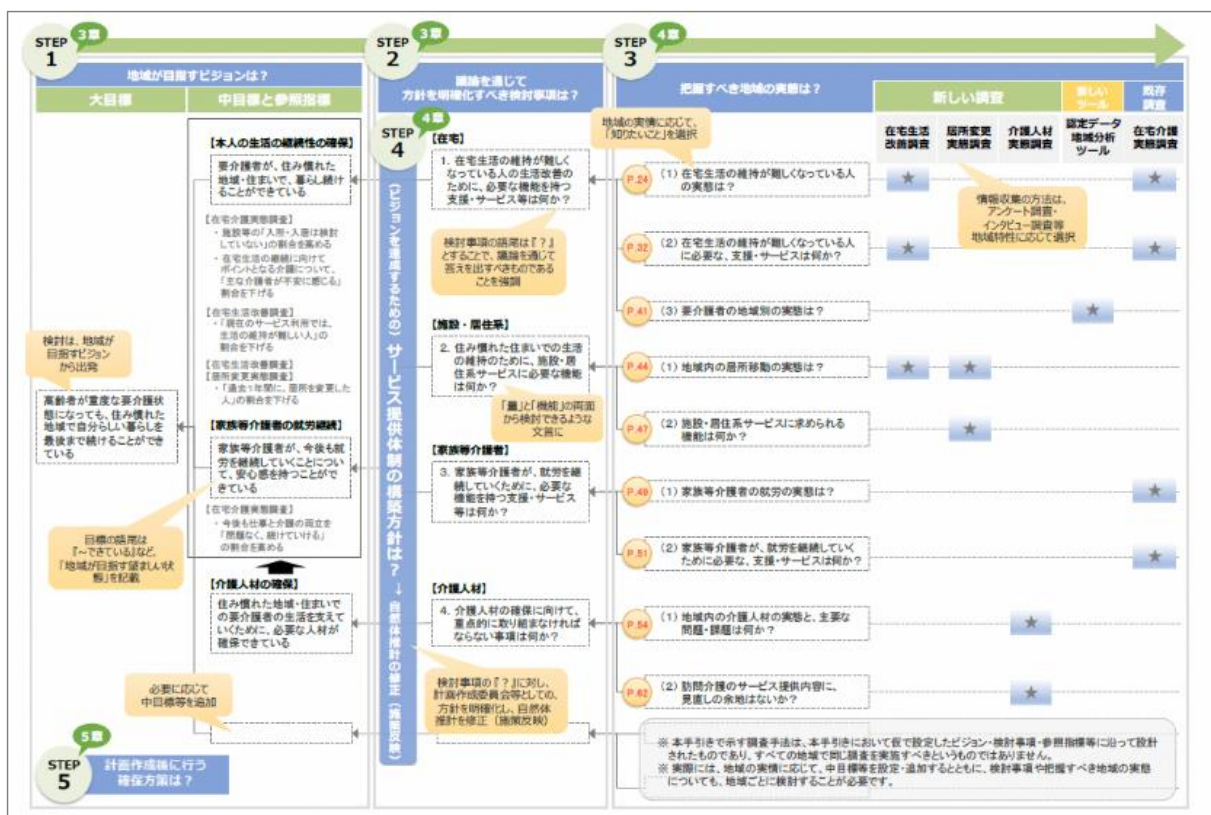 STEP
1
3章
地域が目指すビジョンは?
大目標
中目標と参照指標
検討は、地域が
目指すビジョン
から出発
高齢者が重度な要介護状
態になっても、住み慣れた
地域で自分らしい暮らしを
最後まで続けることができ
ている
【本人の生活の継続性の確保】
要介護者が、住み慣れた
地域・住まいで、暮らし続け
ることができている
【在宅介護実態調査】
・施設等の「入所・入居は検討
していない」の割合を高める
・在宅生活の継続に向けて
ポイントとなる介護について、
「主な介護者が不安に感じる」
割合を下げる
【在宅生活改善調査】
・「現在のサービス利用では、
生活の維持が難しい人」の
割合を下げる
【在宅生活改善調査】
【居所変更実態調査】
・「過去1年間に、居所を変更した
人」の割合を下げる
【家族等介護者の就労継続】
家族等介護者が、今後も就
労を継続していくことについ
て、安心感を持つことがで
きている
【在宅介護実態調査】
・今後も仕事と介護の両立を
「問題なく、続けていける」
の割合を高める
目標の語尾は
『~できている』など、
「地域が目指す望ましい状
態」を記載
【介護人材の確保】
住み慣れた地域・住まいで
の要介護者の生活を支えて
いくために、必要な人材が
確保できている
必要に応じて
中目標等を追加
STEP
5
5章
計画作成後に行う
確保方策は?
STEP
2
3章
議論を通じて
方針を明確化すべき検討事項は?
STEP
4
4章
(ビジョンを達成するための)サービス提供体制の構築方針は?→自然体推計の修正(施策反映)
【在宅】
1. 在宅生活の維持が難しく
なっている人の生活改善の
ために、必要な機能を持つ
支援・サービス等は何か?
検討事項の語尾は『?』
とすることで、議論を通じて
答えを出すべきものである
ことを強調
【施設・居住系】
2. 住み慣れた住まいでの生活
の維持のために、施設・居
住系サービスに必要な機能
は何か?
「量」と「機能」の両面
から検討できるような
文言に
【家族等介護者】
3. 家族等介護者が、就労を継
続していくために、必要な
機能を持つ支援・サービス
等は何か?
【介護人材】
4. 介護人材の確保に向けて、
重点的に取り組まなければ
ならない事項は何か?
検討事項の『?』に対し、
計画作成委員会等としての、
方針を明確化し、自然体
推計を修正(施策反映)
STEP
3
4章
把握すべき地域の実態は?
新しい調査
新しい
ツール
既存
調査
地域の実情に応じて、
「知りたいこと」を選択
在宅生活
改善調査
居所変更
実態調査
介護人材
実態調査
認定データ
地域分析
ツール
在宅介護
実態調査
P.24
(1)在宅生活の維持が難しくなっている人
の実態は?
★
★
情報収集の方法は、
アンケート調査・
インタビュー調査等
地域特性に応じて選択
P.32
(2)在宅生活の維持が難しくなっている人
に必要な、支援・サービスは何か?
★
★
P.41
(3)要介護者の地域別の実態は?
★
P.44
(1)地域内の居所移動の実態は?
★
★
P.47
(2)施設・居住系サービスに求められる
機能は何か?
★
P.49
(1)家族等介護者の就労の実態は?
★
P.51
(2)家族等介護者が、就労を継続していく
ために必要な、支援・サービスは何か?
★
P.54
(1)地域内の介護人材の実態と、主要な
問題・課題は何か?
★
P.62
(2)訪問介護のサービス提供内容に、
見直しの余地はないか?
★
※ 本手引きで示す調査手法は、本手引きにおいて仮で設定したビジョン・検討事項・参照指標等に沿って設計
されたものであり、すべての地域で同じ調査を実施すべきというものではありません。
※ 実際には、地域の実情に応じて、中目標等を設定・追加するとともに、検討事項や把握すべき地域の実態
についても、地域ごとに検討することが必要です。